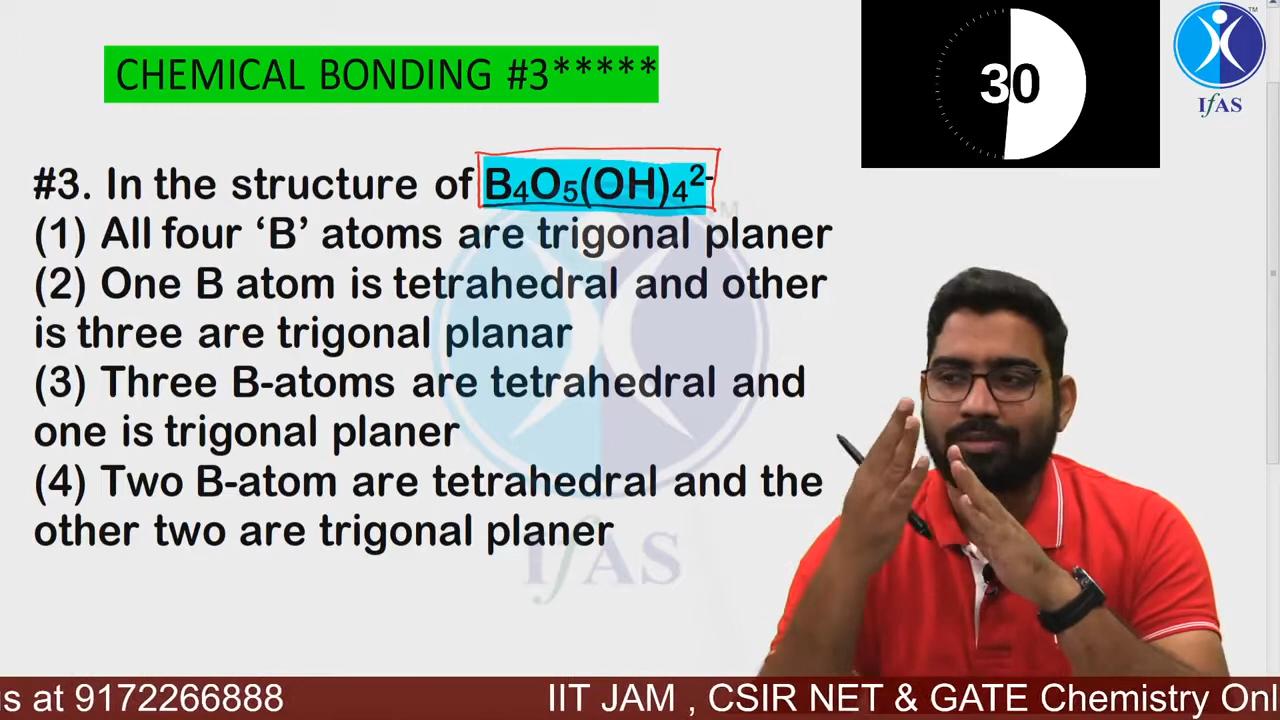 CHEMICAL BONDING #3*****
30
TM
IfAS
#3. In the structure of B₄O₅(OH)₄²⁻
(1) All four ‘B’ atoms are trigonal planer
(2) One B atom is tetrahedral and other
is three are trigonal planar
(3) Three B-atoms are tetrahedral and
one is trigonal planer
(4) Two B-atom are tetrahedral and the
other two are trigonal planer
IfAS
us at 9172266888 IIT JAM , CSIR NET & GATE Chemistry Onl